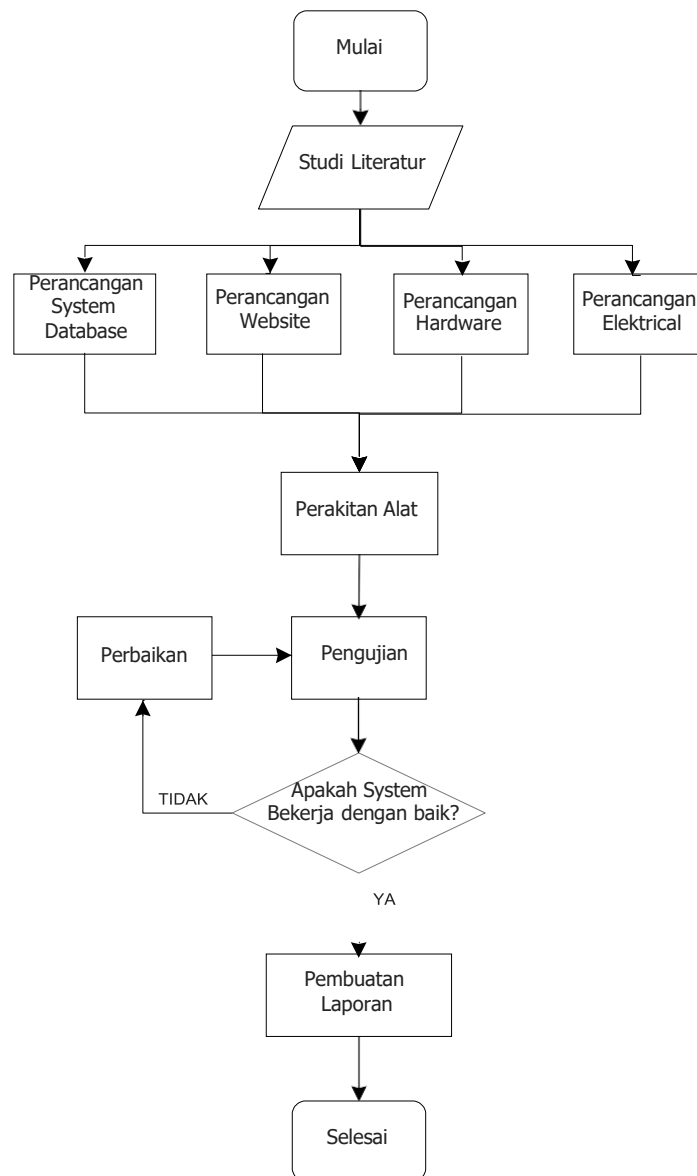 Mulai
Studi Literatur
Perancangan
System
Database
Perancangan
Website
Perancangan
Hardware
Perancangan
Elektrical
Perakitan Alat
Perbaikan
Pengujian
Apakah System
Bekerja dengan baik?
TIDAK
YA
Pembuatan
Laporan
Selesai